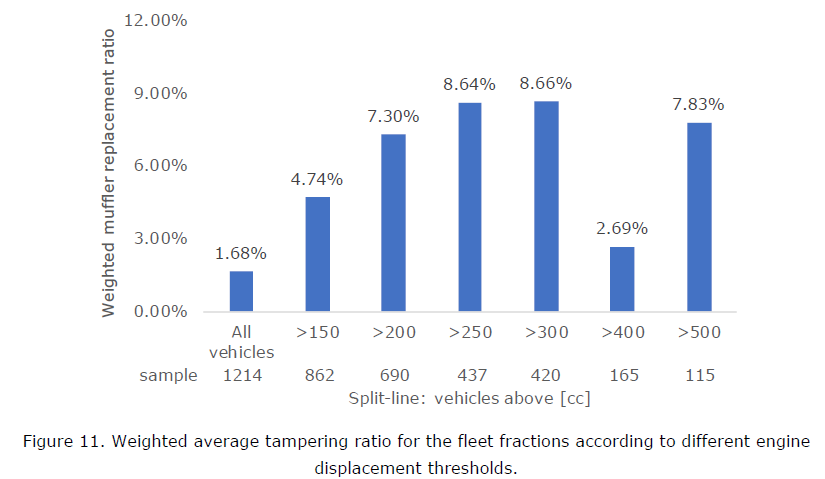 12.00%
9.00%
6.00%
3.00%
0.00%
Weighted muffler replacement ratio
1.68%
4.74%
7.30%
8.64%
8.66%
2.69%
7.83%
All vehicles >150 >200 >250 >300 >400 >500
sample 1214 862 690 437 420 165 115
Split-line: vehicles above [cc]
Figure 11. Weighted average tampering ratio for the fleet fractions according to different engine
displacement thresholds.